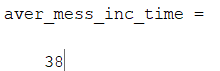 aver_mess_inc_time =
38